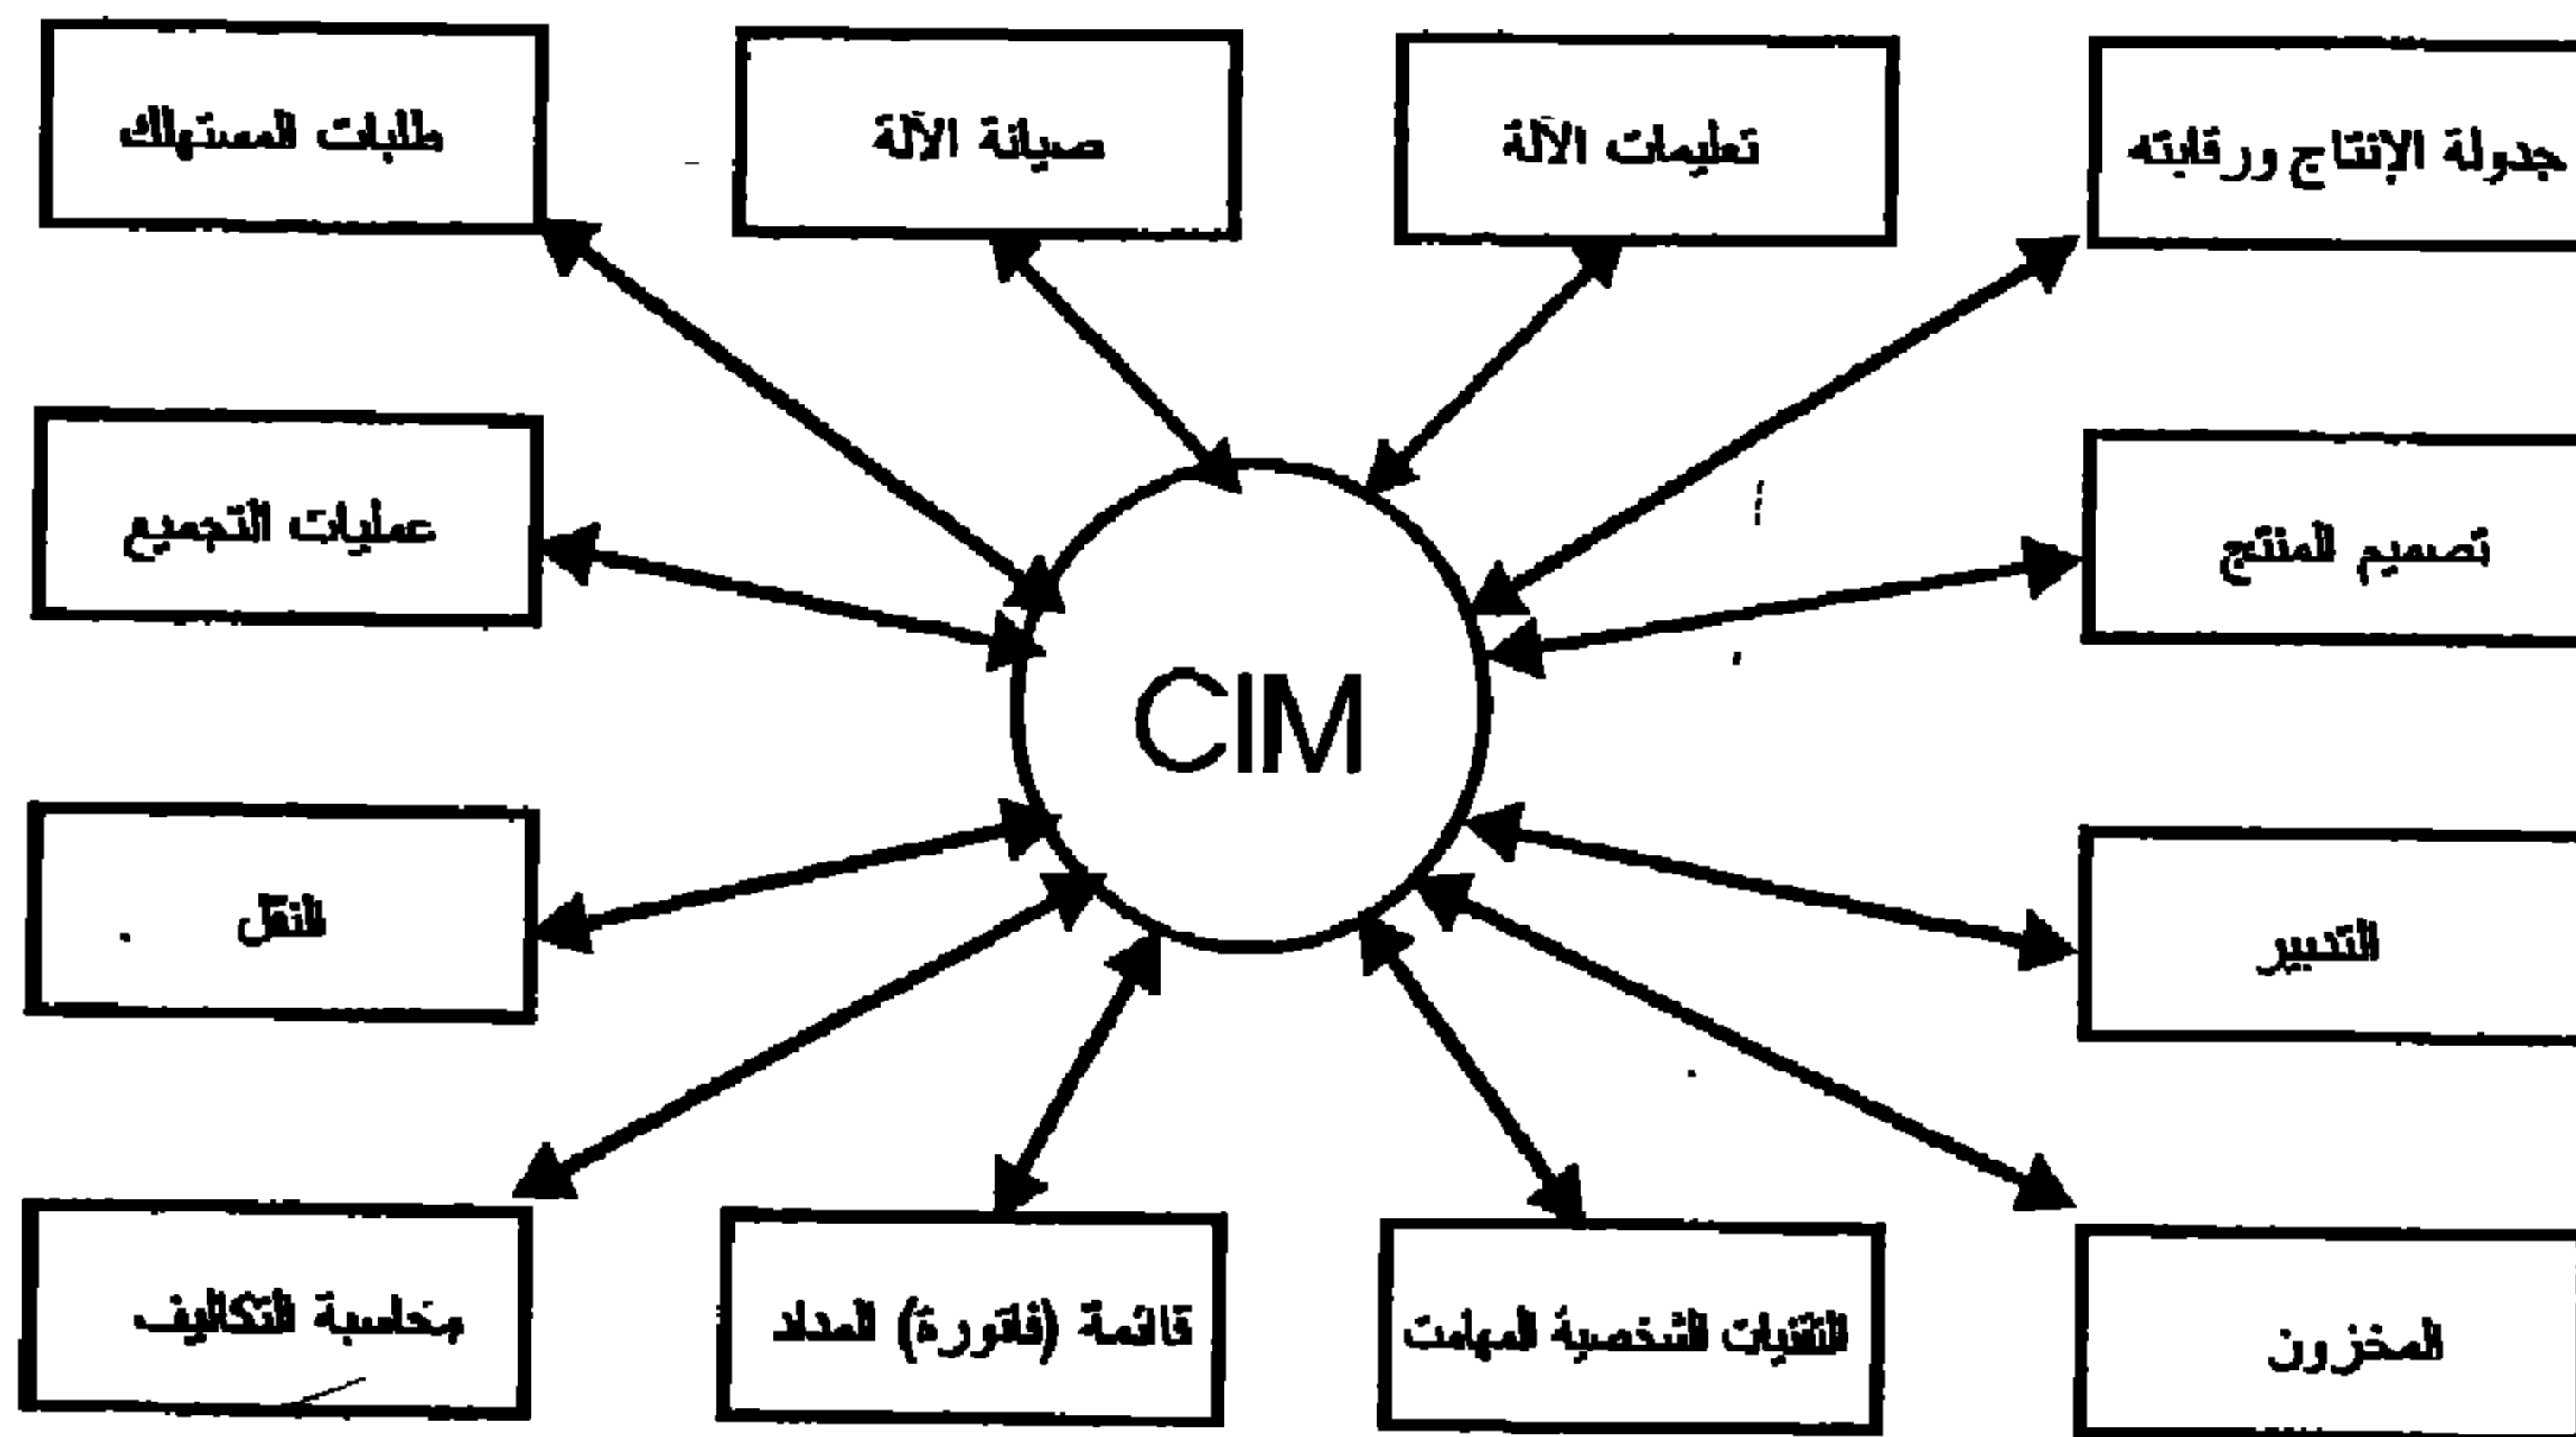 جدولة الإنتاج ورقابته
تعليمات الآلة
صيانة الآلة
طلبات المستهلك
تصميم المنتج
عمليات التجميع
CIM
التدبير
النقل
المخزون
التقنيات الشخصية المهامت
قائمة (فاتورة) المداد
محاسبة التكاليف